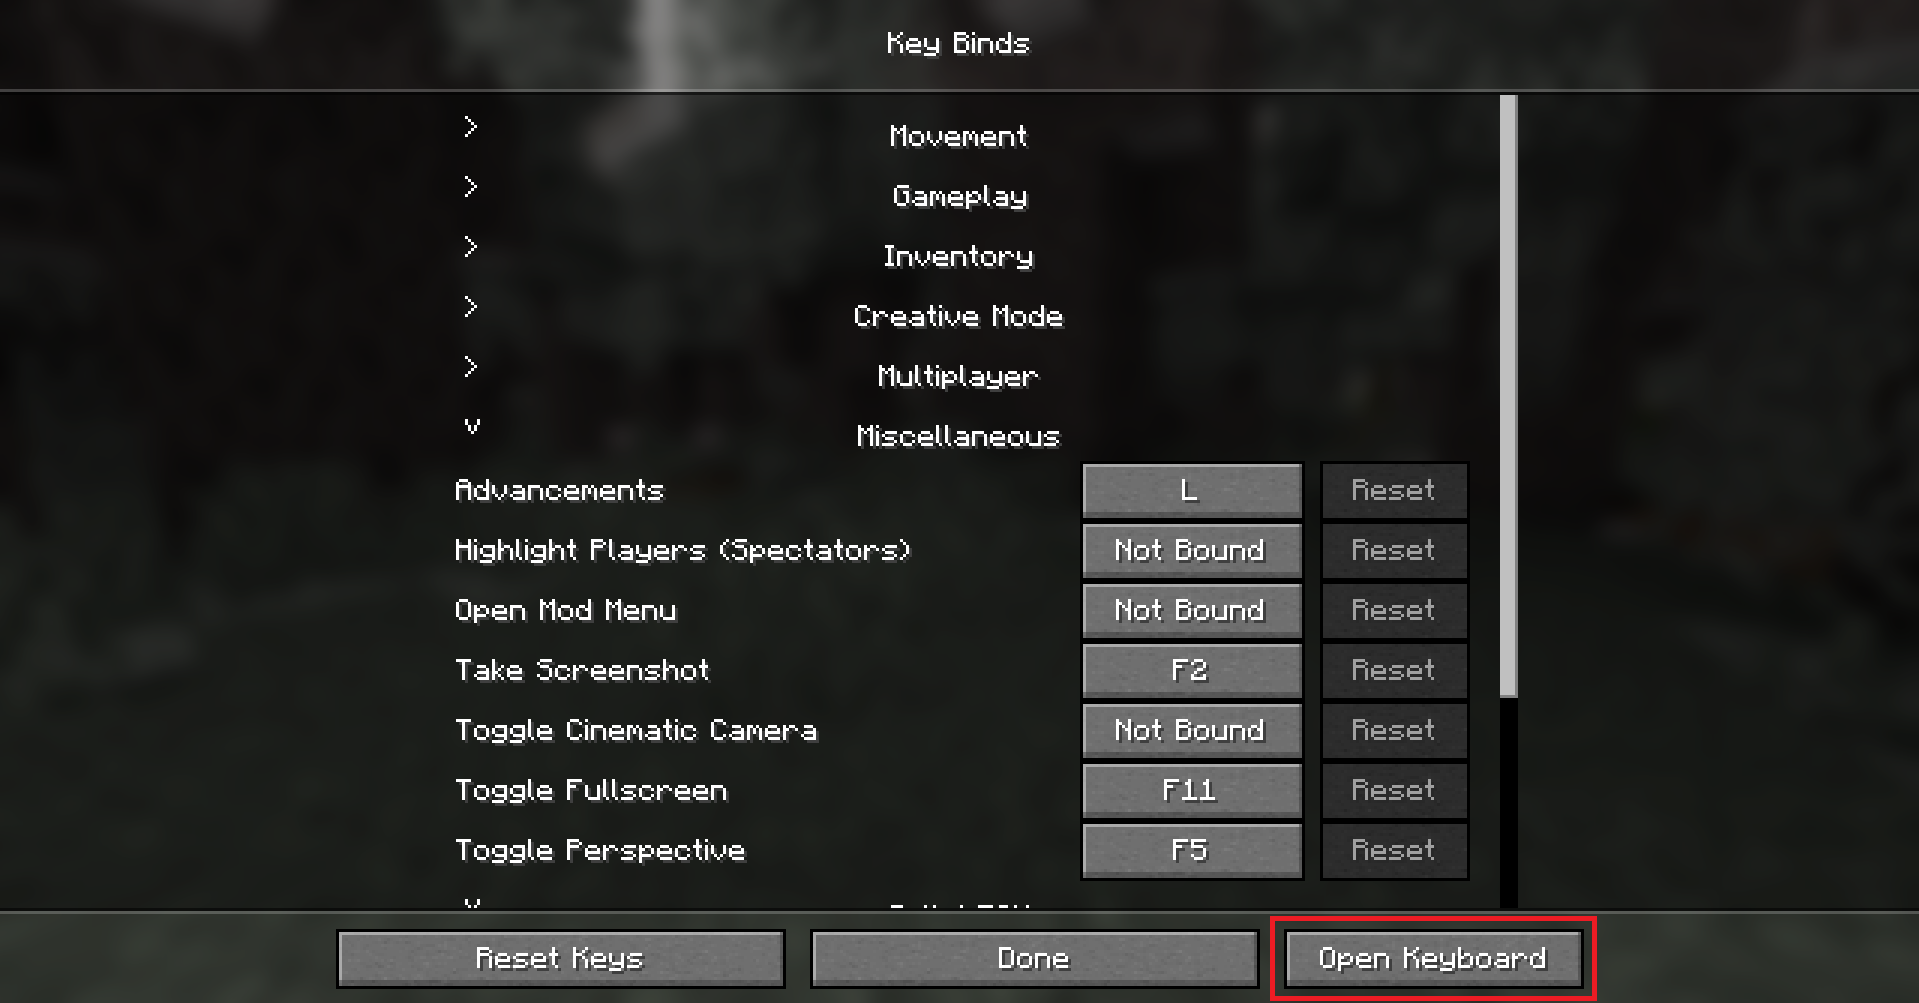 Key Binds
> Movement
> Gameplay
> Inventory
> Creative Mode
> Multiplayer
v Miscellaneous
Advancements L Reset
Highlight Players (Spectators) Not Bound Reset
Open Mod Menu Not Bound Reset
Take Screenshot F2 Reset
Toggle Cinematic Camera Not Bound Reset
Toggle Fullscreen F11 Reset
Toggle Perspective F5 Reset
Reset Keys Done Open Keyboard